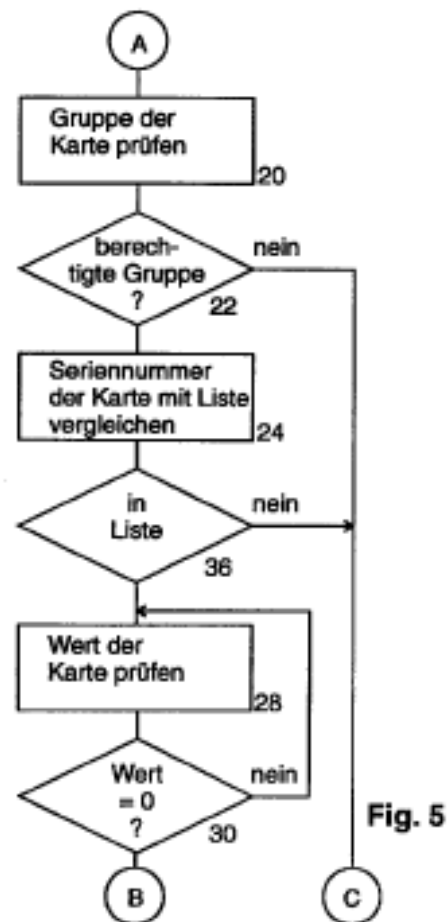 A
Gruppe der
Karte prüfen
20
berech-
tigte Gruppe
?
nein
22
Seriennummer
der Karte mit Liste
vergleichen
24
in
Liste
nein
36
Wert der
Karte prüfen
28
Wert
= 0
?
nein
30
Fig. 5
B
C